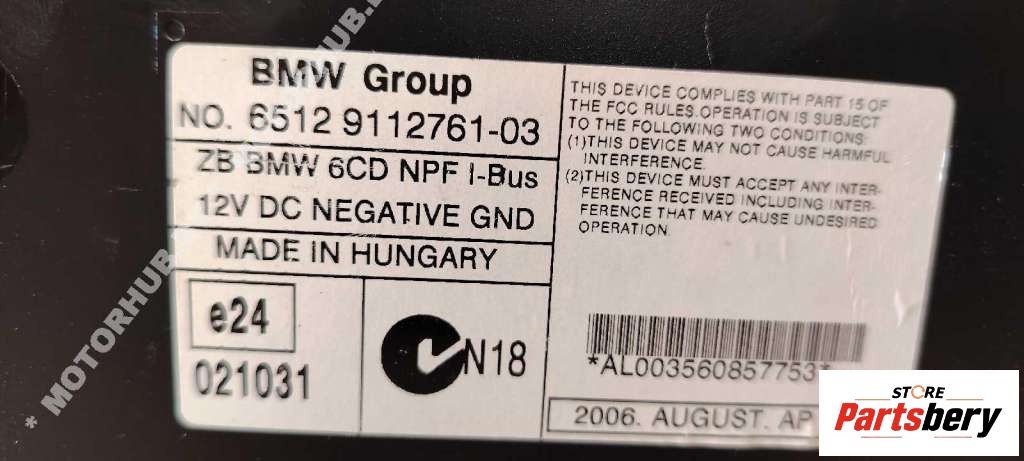 * MOTORHUB.
MOTORHUB.
BMW Group
NO. 6512 9112761-03
ZB BMW 6CD NPF I-Bus
12V DC NEGATIVE GND
MADE IN HUNGARY
e24
021031
N18
THIS DEVICE COMPLIES WITH PART 15 OF
THE FCC RULES.OPERATION IS SUBJECT
TO THE FOLLOWING TWO CONDITIONS:
(1)THIS DEVICE MAY NOT CAUSE HARMFUL
INTERFERENCE.
(2)THIS DEVICE MUST ACCEPT ANY INTER-
FERENCE RECEIVED INCLUDING INTER-
FERENCE THAT MAY CAUSE UNDESIRED
OPERATION.
*AL003560857753*
2006. AUGUST. AP
STORE
Partsbery